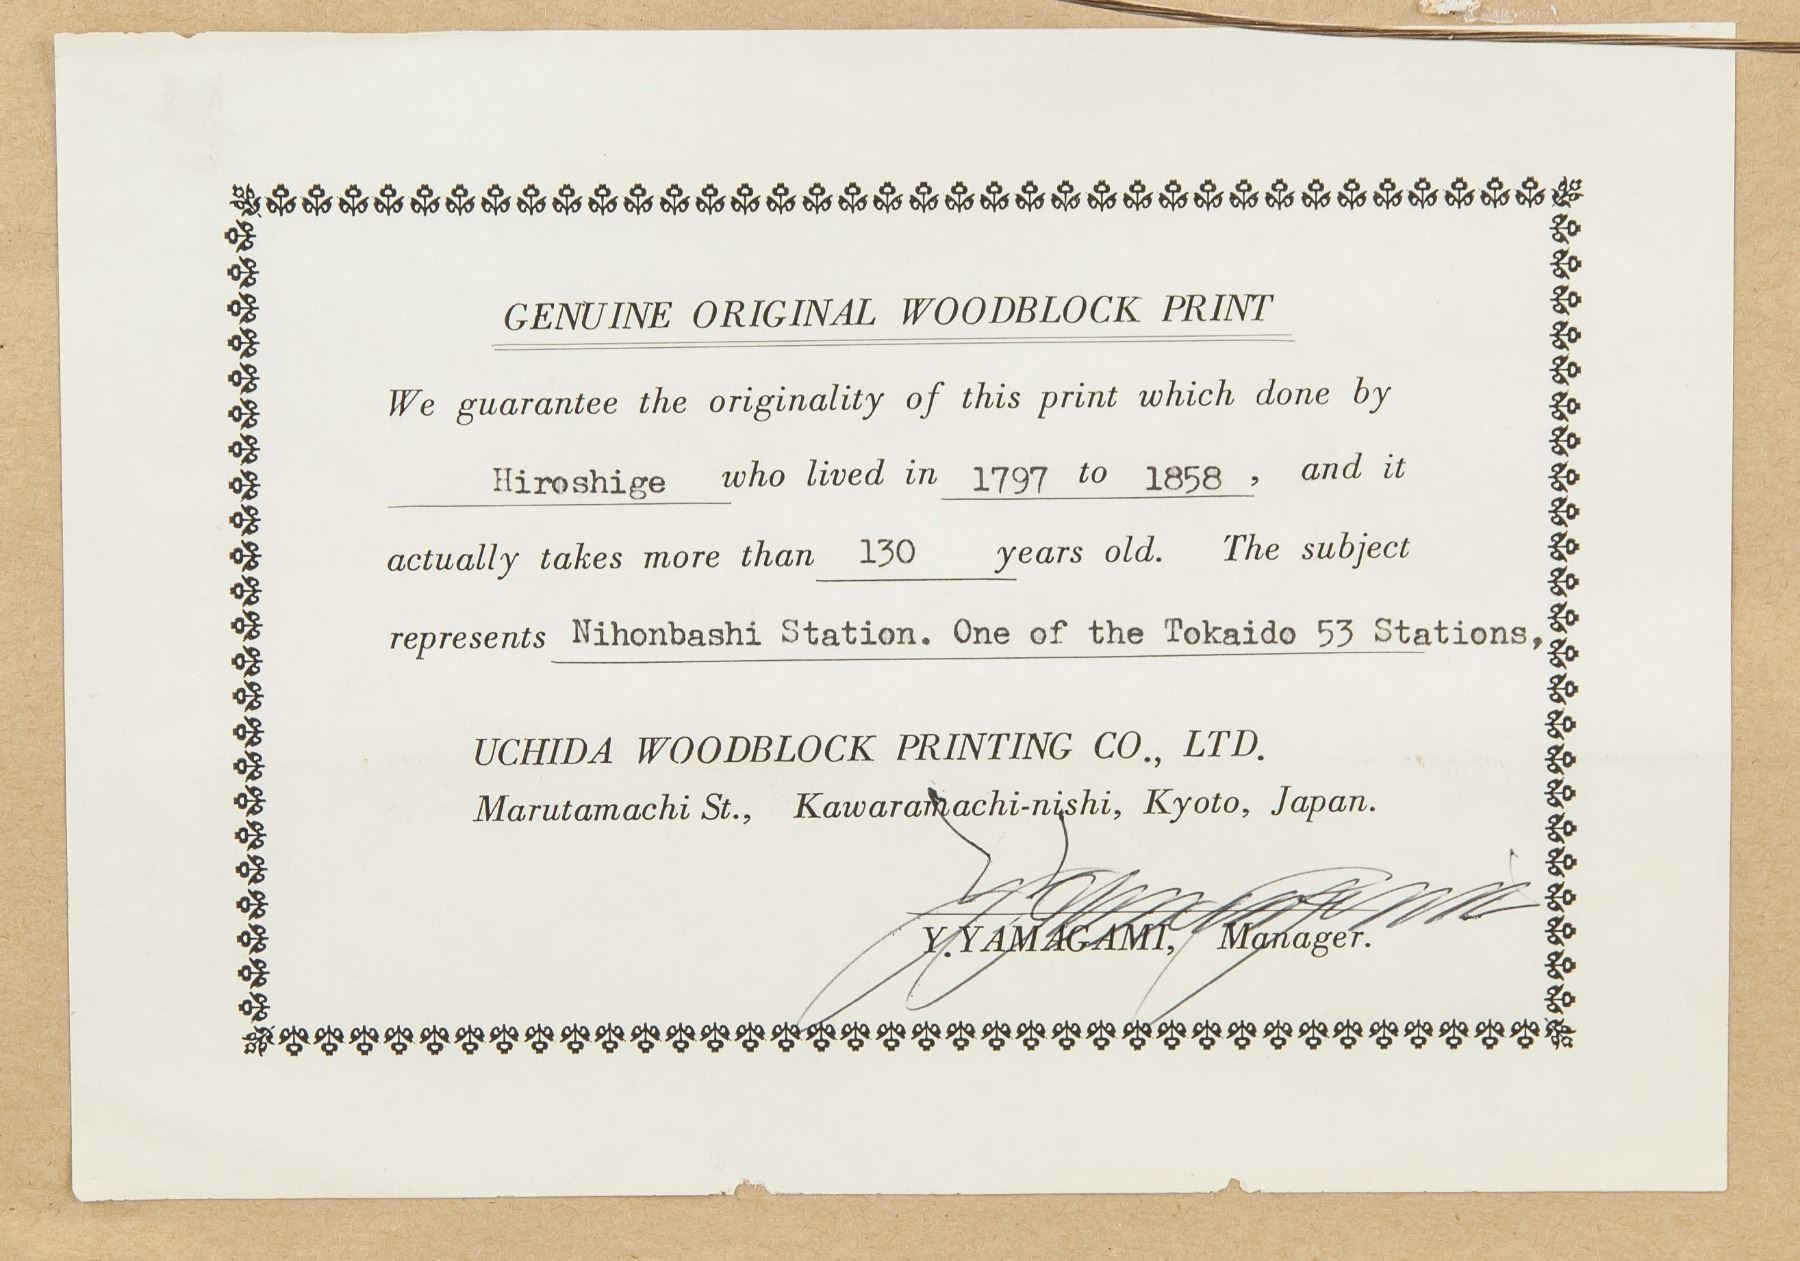 GENUINE ORIGINAL WOODBLOCK PRINT
We guarantee the originality of this print which done by
Hiroshige who lived in 1797 to 1858 , and it
actually takes more than 130 years old. The subject
represents Nihonbashi Station. One of the Tokaido 53 Stations,
UCHIDA WOODBLOCK PRINTING CO., LTD.
Marutamachi St., Kawaramachi-nishi, Kyoto, Japan.
Y. Yamagami
Y.YAMAGAMI, Manager.